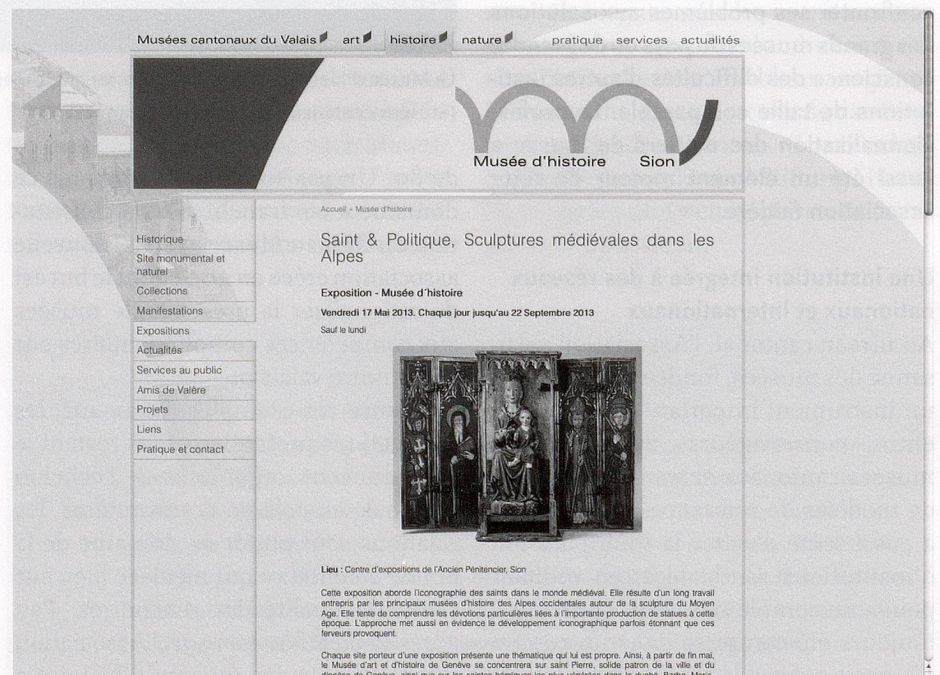 Musées cantonaux du Valais art histoire nature pratique services actualités
Musée d'histoire Sion
Accueil - Musée d'histoire
Historique
Site monumental et
naturel
Collections
Manifestations
Expositions
Actualités
Services au public
Amis de Valère
Projets
Liens
Pratique et contact
Saint & Politique, Sculptures médiévales dans les
Alpes
Exposition - Musée d'histoire
Vendredi 17 Mai 2013. Chaque jour jusqu'au 22 Septembre 2013
Sauf le lundi
Lieu : Centre d'expositions de l'Ancien Pénitencier, Sion
Cette exposition aborde l'iconographie des saints dans le monde médiéval. Elle résulte d'un long travail
entrepris par les principaux musées d'histoire des Alpes occidentales autour de la sculpture du Moyen
Age. Elle tente de comprendre les dévotions particulières liées à l'importante production de statues à cette
époque. L'approche met aussi en évidence le développement iconographique parfois étonnant que ces
ferveurs provoquent.
Chaque site porteur d'une exposition présente une thématique qui lui est propre. Ainsi, à partir de fin mai,
le Musée d'art et d'histoire de Genève se concentrera sur saint Pierre, solide patron de la ville et du
diocèse de Genève, ainsi que sur les saintes